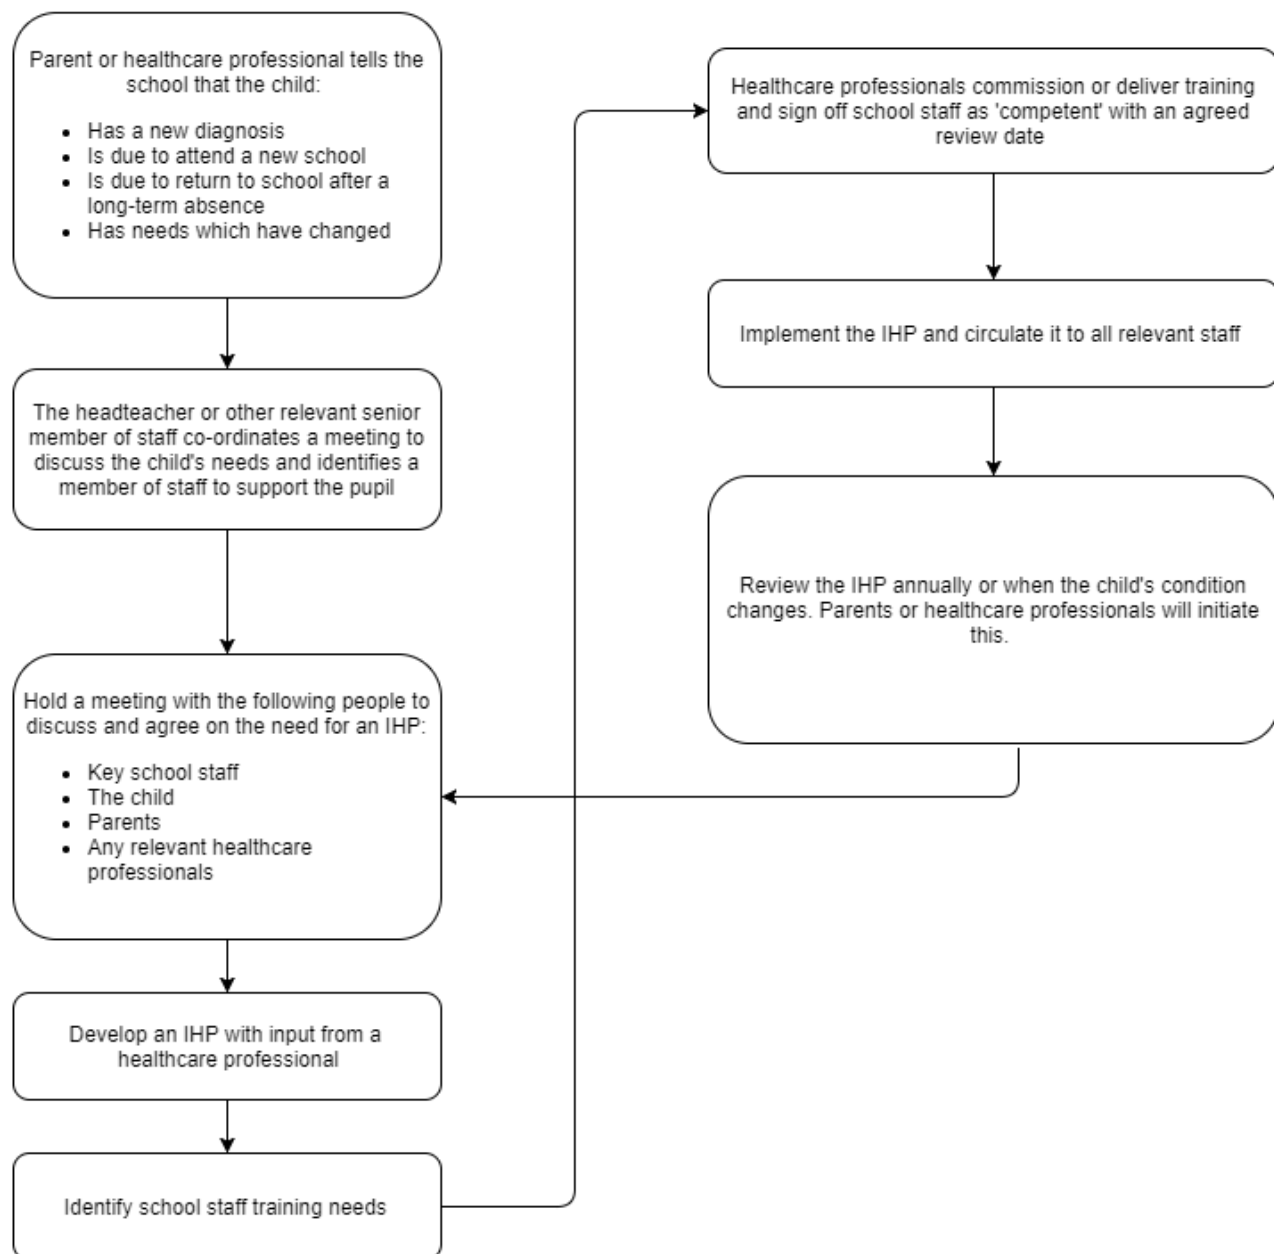 Parent or healthcare professional tells the
school that the child:
• Has a new diagnosis
• Is due to attend a new school
• Is due to return to school after a
long-term absence
• Has needs which have changed
The headteacher or other relevant senior
member of staff co-ordinates a meeting to
discuss the child's needs and identifies a
member of staff to support the pupil
Hold a meeting with the following people to
discuss and agree on the need for an IHP:
• Key school staff
• The child
• Parents
• Any relevant healthcare
professionals
Develop an IHP with input from a
healthcare professional
Identify school staff training needs
Healthcare professionals commission or deliver training
and sign off school staff as 'competent' with an agreed
review date
Implement the IHP and circulate it to all relevant staff
Review the IHP annually or when the child's condition
changes. Parents or healthcare professionals will initiate
this.